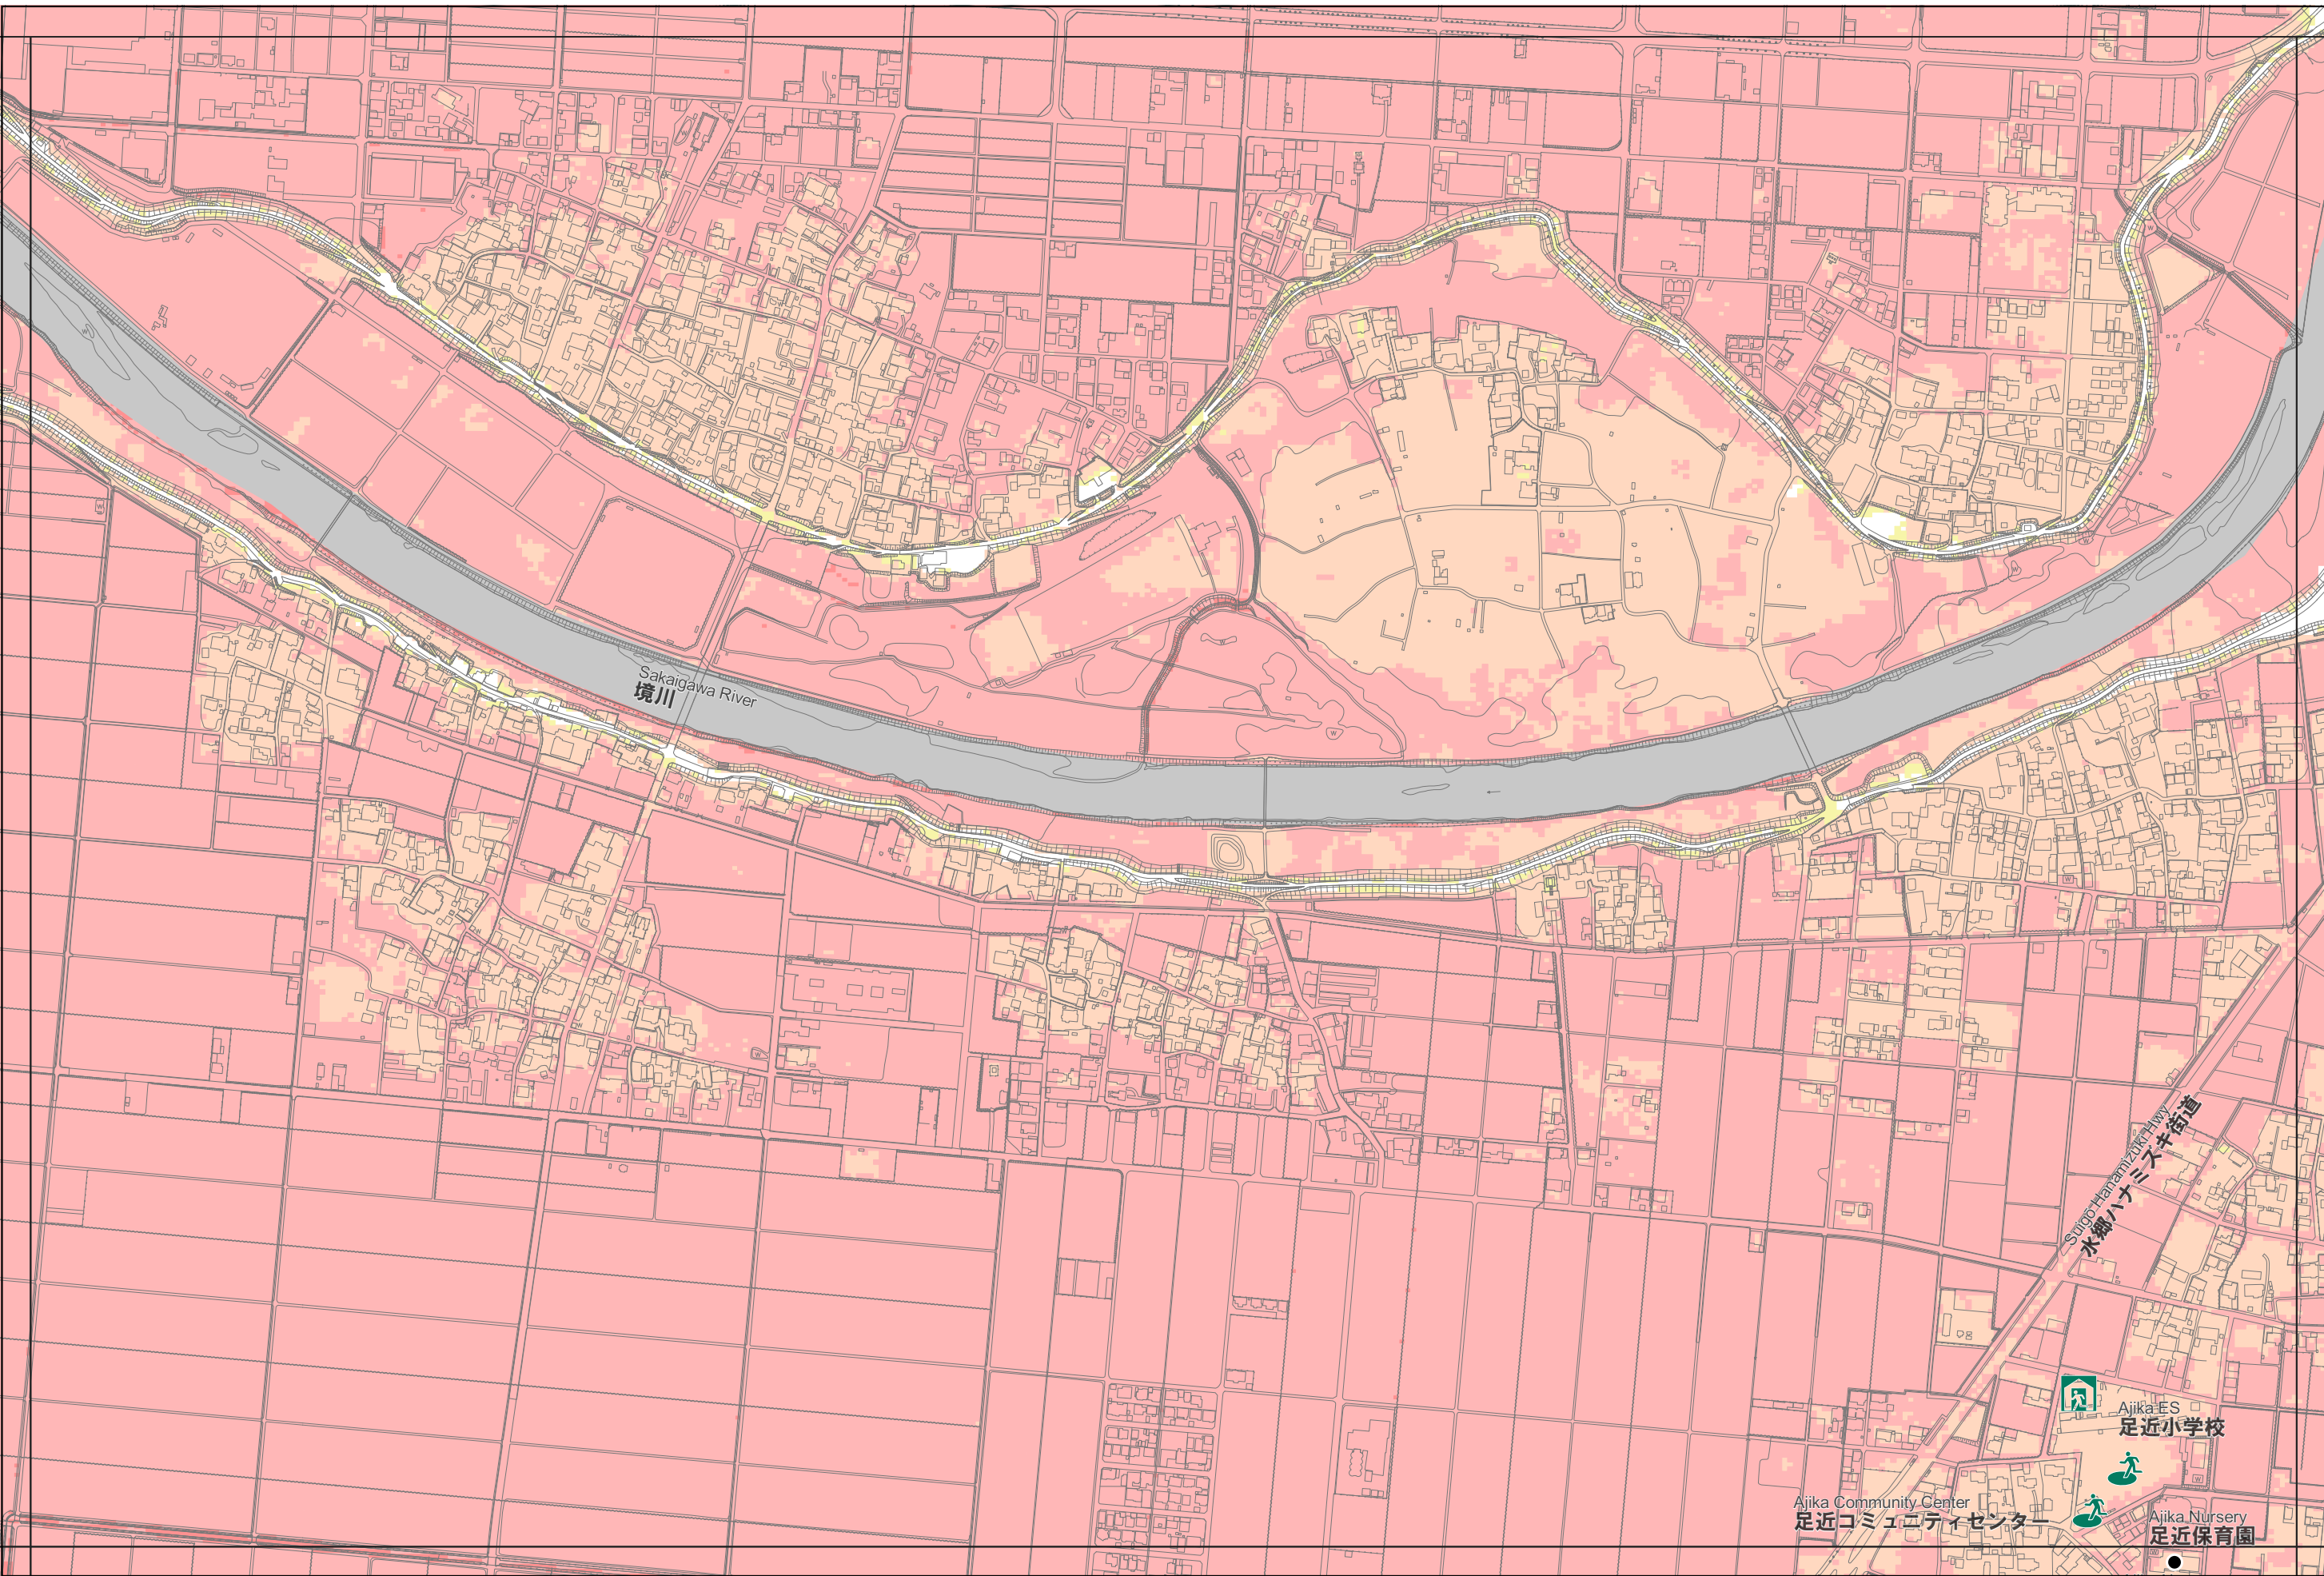 Sakaigawa River
境川
Suigo Hanamizuki Hwy
水郷ハナミズキ街道
Ajika ES
足近小学校
Ajika Community Center
足近コミュニティセンター
Ajika Nursery
足近保育園